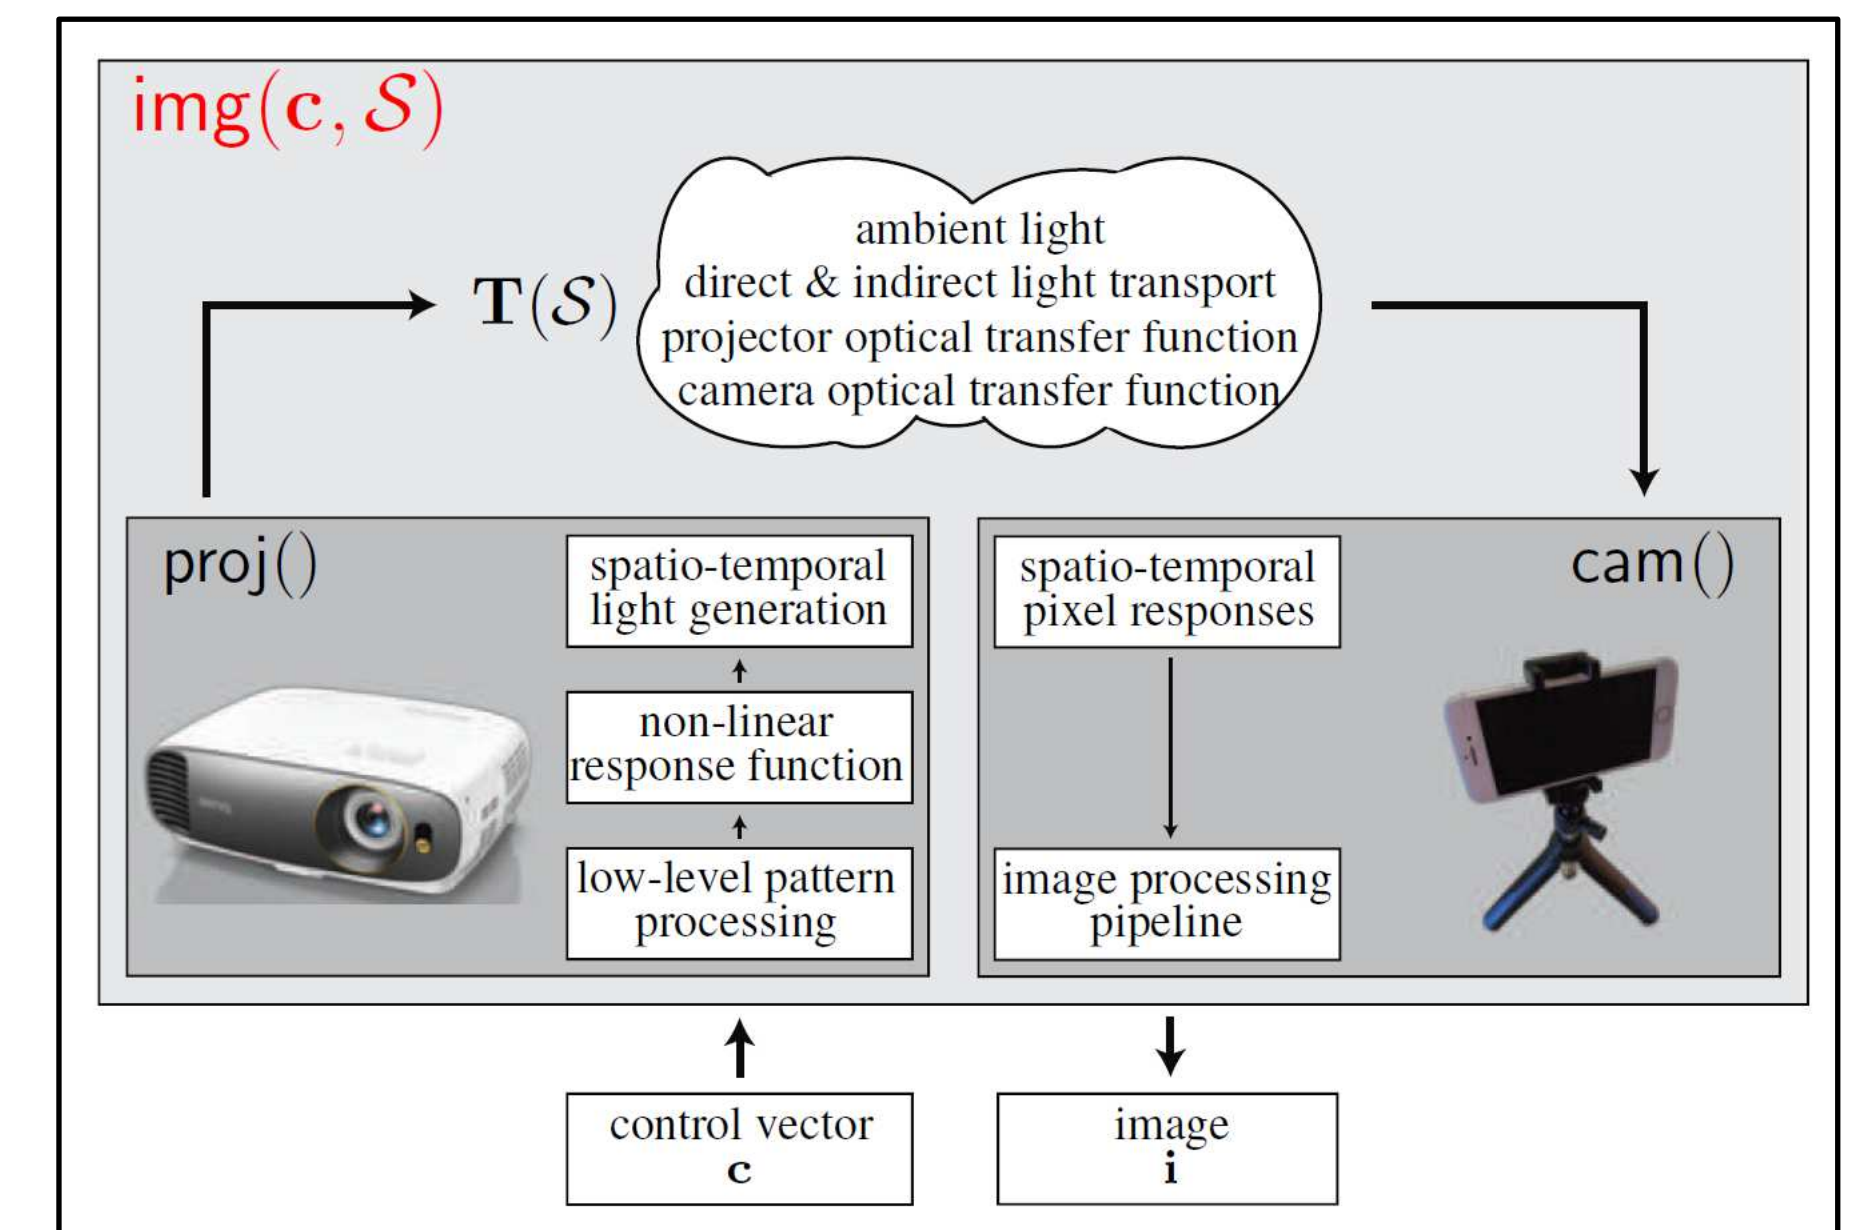 img(c, 𝒮)
ambient light
direct & indirect light transport
T(𝒮)
projector optical transfer function
camera optical transfer function
proj()
spatio-temporal
light generation
non-linear
response function
low-level pattern
processing
spatio-temporal
pixel responses
image processing
pipeline
cam()
control vector
c
image
i